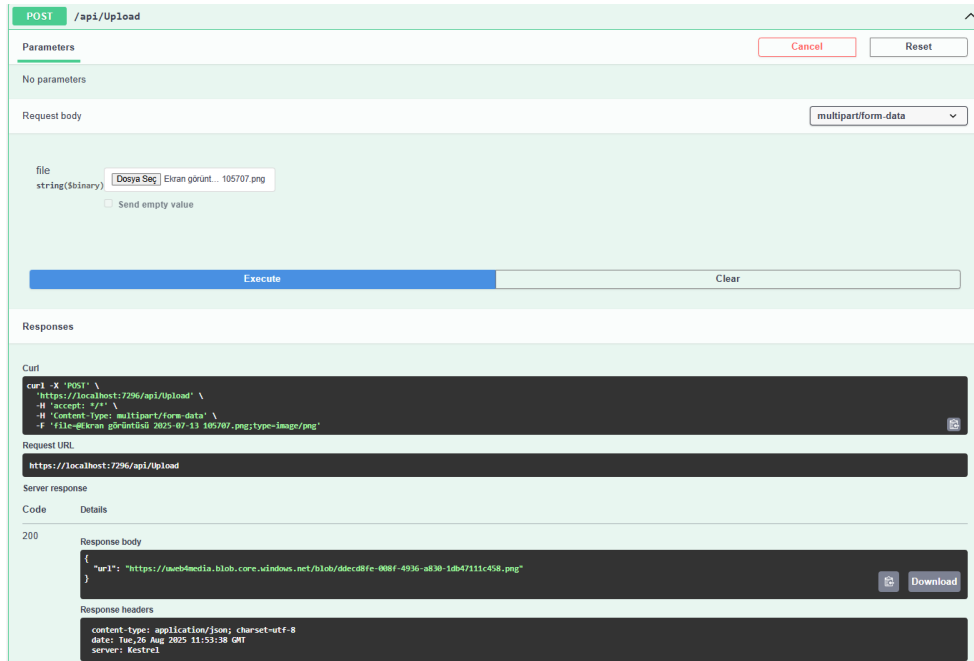 POST /api/Upload
Parameters Cancel Reset
No parameters
Request body multipart/form-data
file
string($binary) Dosya Seç Ekran görünt... 105707.png
Send empty value
Execute Clear
Responses
Curl
curl -X 'POST' \
'https://localhost:7296/api/Upload' \
-H 'accept: */*' \
-H 'Content-Type: multipart/form-data' \
-F 'file=@Ekran görüntüsü 2025-07-13 105707.png;type=image/png'
Request URL
https://localhost:7296/api/Upload
Server response
Code Details
200
Response body
{
"url": "https://uweb4media.blob.core.windows.net/blob/ddecd8fe-008f-4936-a830-1db47111c458.png"
}
Download
Response headers
content-type: application/json; charset=utf-8
date: Tue,26 Aug 2025 11:53:38 GMT
server: Kestrel